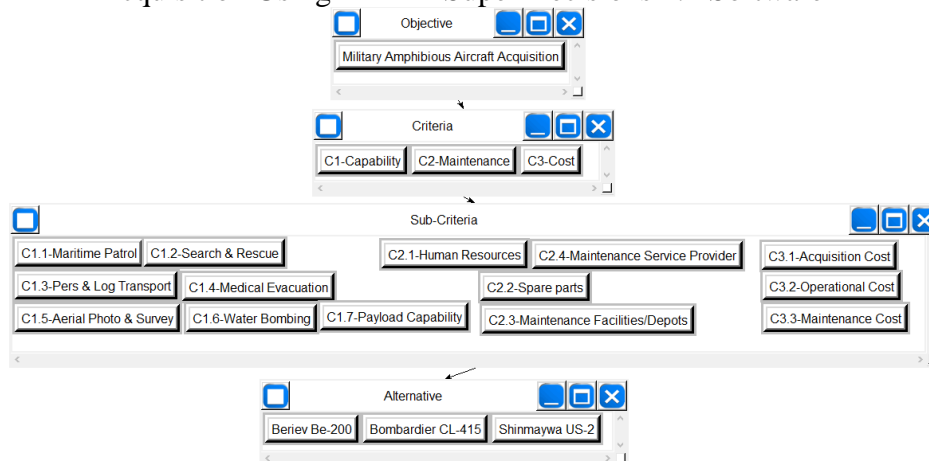 Objective
Military Amphibious Aircraft Acquisition
Criteria
C1-Capability C2-Maintenance C3-Cost
Sub-Criteria
C1.1-Maritime Patrol C1.2-Search & Rescue C2.1-Human Resources C2.4-Maintenance Service Provider C3.1-Acquisition Cost
C1.3-Pers & Log Transport C1.4-Medical Evacuation C2.2-Spare parts C3.2-Operational Cost
C1.5-Aerial Photo & Survey C1.6-Water Bombing C1.7-Payload Capability C2.3-Maintenance Facilities/Depots C3.3-Maintenance Cost
Alternative
Beriev Be-200 Bombardier CL-415 Shinmaywa US-2